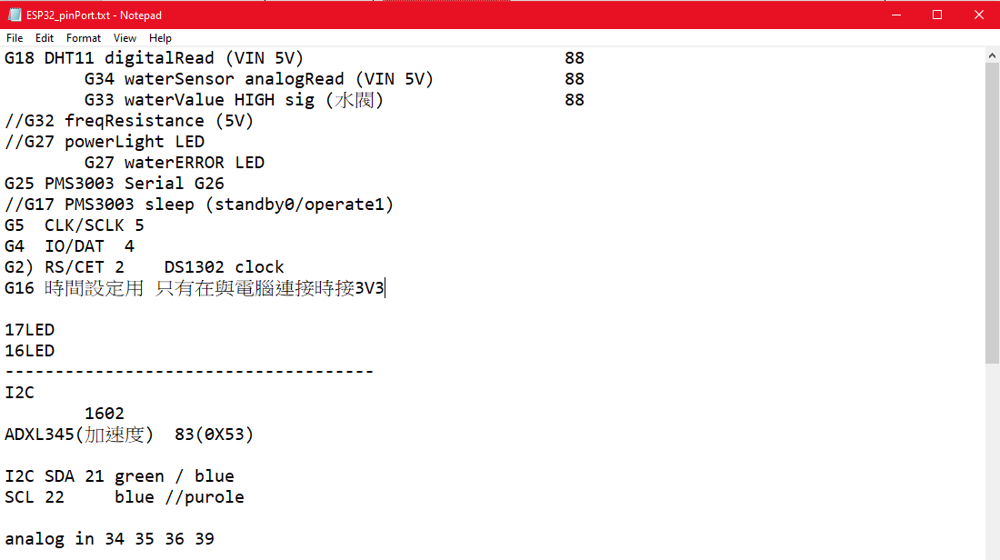 ESP32_pinPort.txt - Notepad
File Edit Format View Help
G18 DHT11 digitalRead (VIN 5V) 88
G34 waterSensor analogRead (VIN 5V) 88
G33 waterValue HIGH sig (水閥) 88
//G32 freqResistance (5V)
//G27 powerLight LED
G27 waterERROR LED
G25 PMS3003 Serial G26
//G17 PMS3003 sleep (standby0/operate1)
G5 CLK/SCLK 5
G4 IO/DAT 4
G2) RS/CET 2 DS1302 clock
G16 時間設定用 只有在與電腦連接時接3V3
17LED
16LED
-------------------------------------
I2C
1602
ADXL345(加速度) 83(0X53)
I2C SDA 21 green / blue
SCL 22 blue //purole
analog in 34 35 36 39